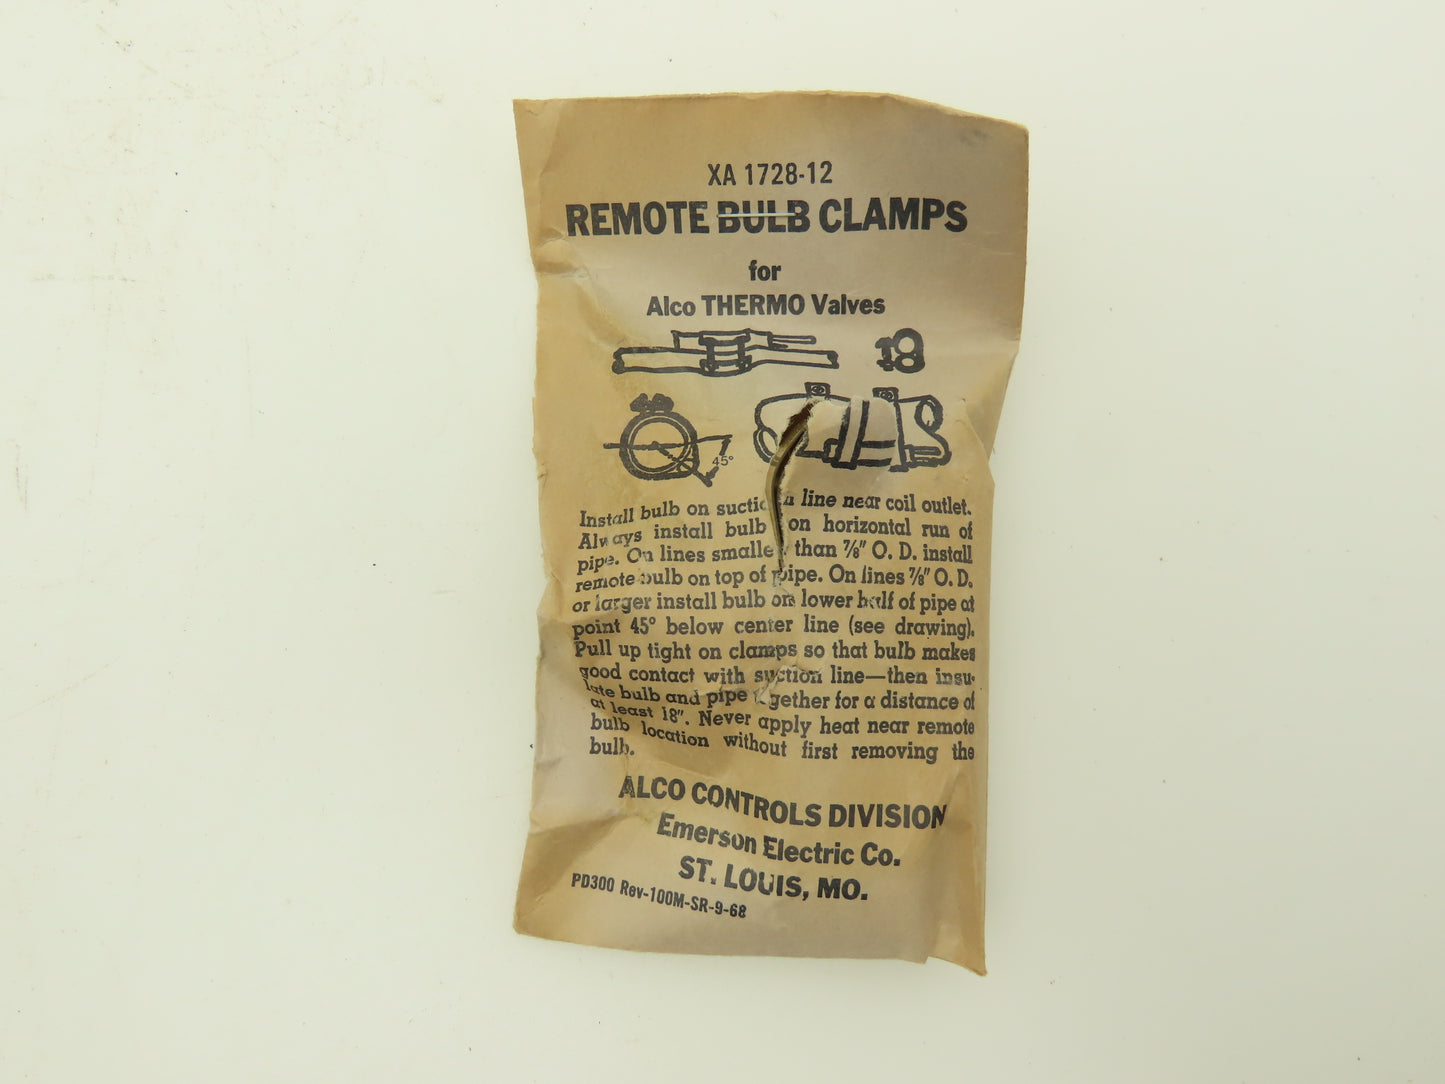 XA 1728-12
REMOTE BULB CLAMPS
for
Alco THERMO Valves
45°
Install bulb on suction line near coil outlet.
Always install bulb on horizontal run of
pipe. On lines smaller than ⅞" O. D. install
remote bulb on top of pipe. On lines ⅞" O. D.
or larger install bulb on lower half of pipe at
point 45° below center line (see drawing).
Pull up tight on clamps so that bulb makes
good contact with suction line—then insu-
late bulb and pipe together for a distance of
at least 18". Never apply heat near remote
bulb location without first removing the
bulb.
ALCO CONTROLS DIVISION
Emerson Electric Co.
ST. LOUIS, MO.
PD300 Rev-100M-SR-9-68